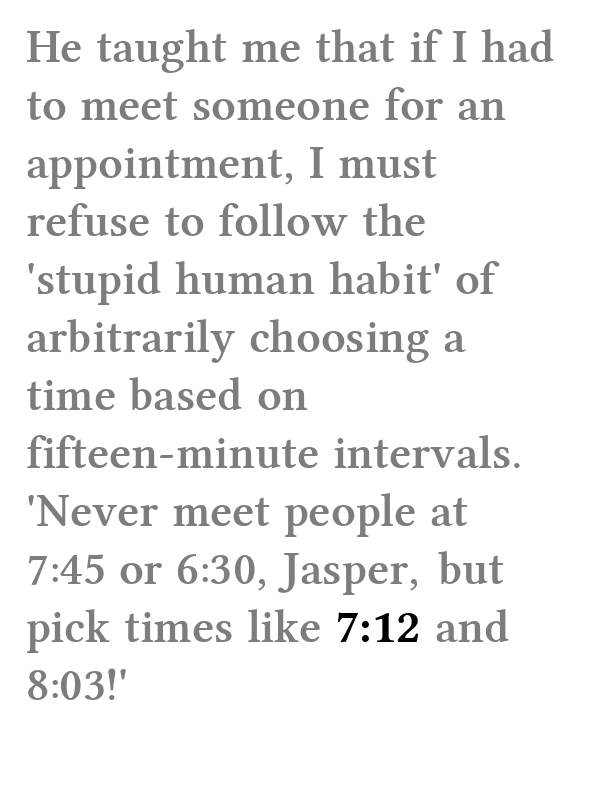 He taught me that if I had
to meet someone for an
appointment, I must
refuse to follow the
'stupid human habit' of
arbitrarily choosing a
time based on
fifteen-minute intervals.
'Never meet people at
7:45 or 6:30, Jasper, but
pick times like 7:12 and
8:03!'